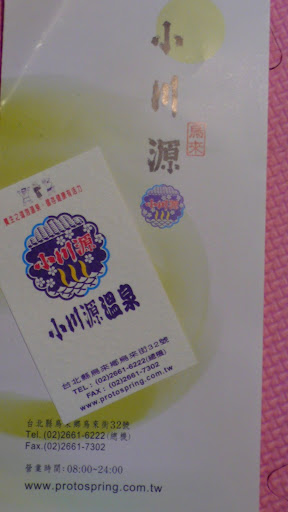 小川源
烏來
小川源
小川源
小川源溫泉
台北縣烏來鄉烏來街32號
TEL：(02)2661-6222(總機)
FAX：(02)2661-7302
www.protospring.com.tw
台北縣烏來鄉烏來街32號
Tel.(02)2661-6222(總機)
Fax.(02)2661-7302
營業時間:08:00~24:00
www.protospring.com.tw